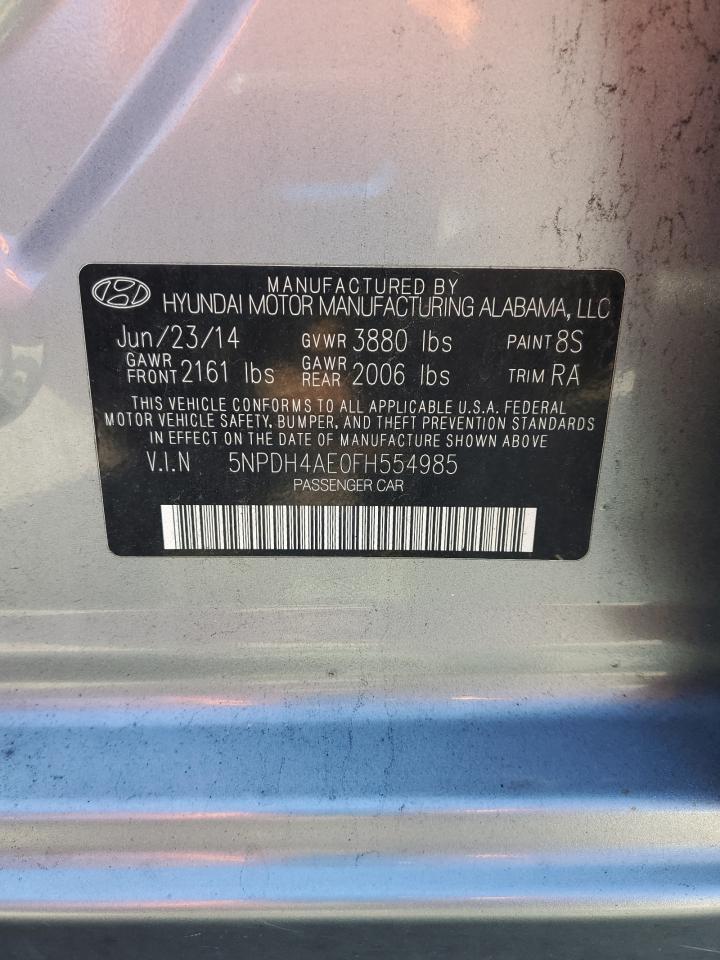 MANUFACTURED BY
HYUNDAI MOTOR MANUFACTURING ALABAMA, LLC
Jun/23/14 GVWR 3880 lbs PAINT 8S
GAWR FRONT 2161 lbs GAWR REAR 2006 lbs TRIM RA
THIS VEHICLE CONFORMS TO ALL APPLICABLE U.S.A. FEDERAL
MOTOR VEHICLE SAFETY, BUMPER, AND THEFT PREVENTION STANDARDS
IN EFFECT ON THE DATE OF MANUFACTURE SHOWN ABOVE
V.I.N 5NPDH4AE0FH554985
PASSENGER CAR